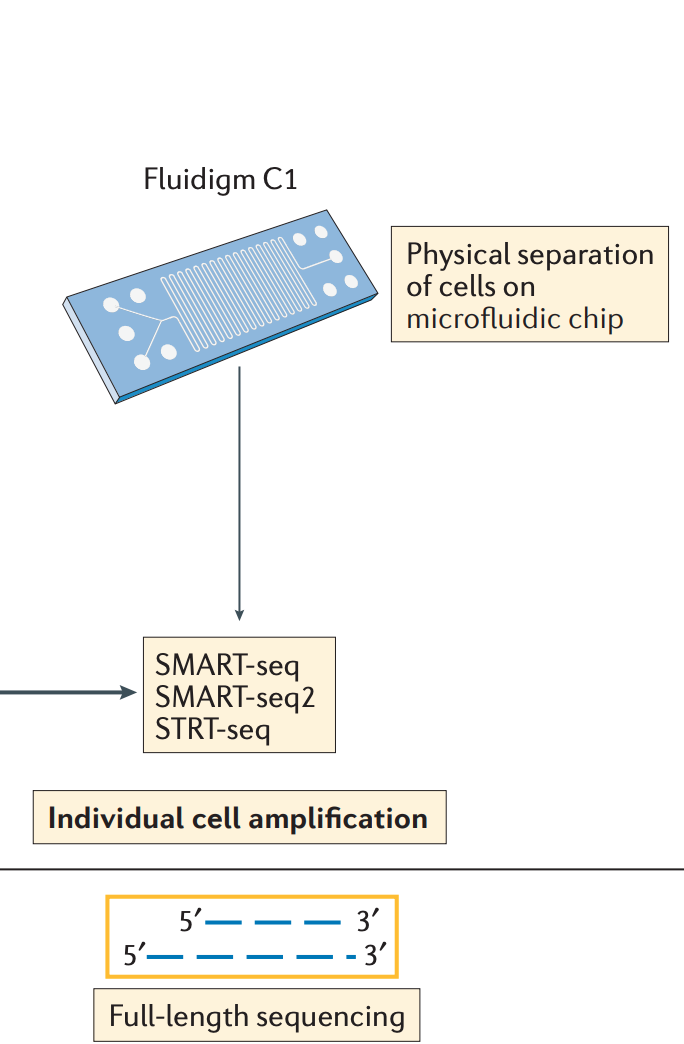 Fluidigm C1
Physical separation
of cells on
microfluidic chip
SMART-seq
SMART-seq2
STRT-seq
Individual cell amplification
5′ 3′
5′ 3′
Full-length sequencing